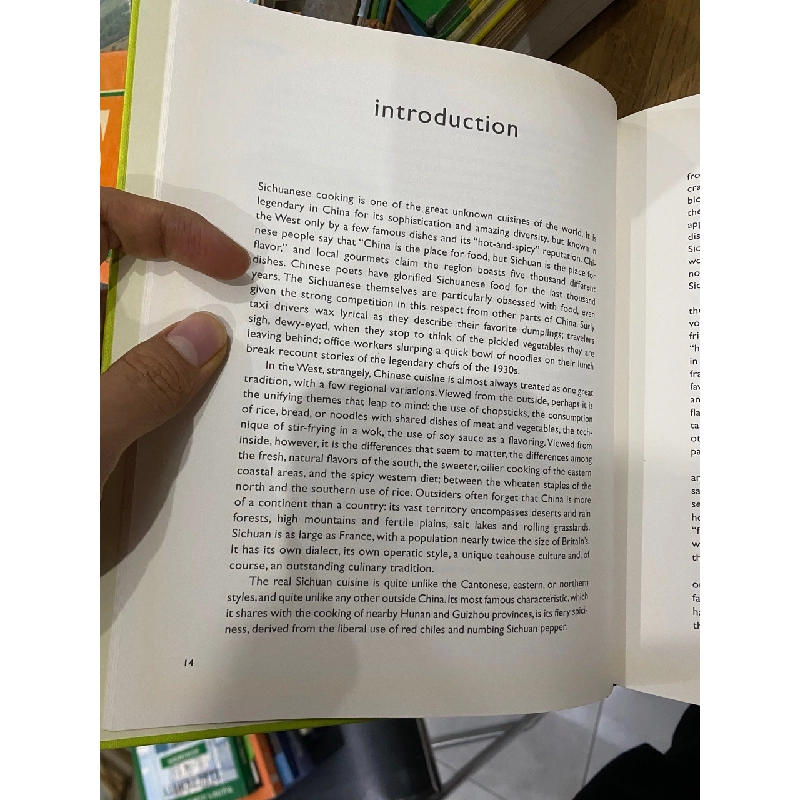 introduction
Sichuanese cooking is one of the great unknown cuisines of the world. It is
legendary in China for its sophistication and amazing diversity, but known in
the West only by a few famous dishes and its "hot-and-spicy" reputation. Chi-
nese people say that "China is the place for food, but Sichuan is the place for
flavor," and local gourmets claim the region boasts five thousand different
dishes. Chinese poets have glorified Sichuanese food for the last thousand
years. The Sichuanese themselves are particularly obsessed with food, even
given the strong competition in this respect from other parts of China. Surly
taxi drivers wax lyrical as they describe their favorite dumplings; travelers
sigh, dewy-eyed, when they stop to think of the pickled vegetables they are
leaving behind; office workers slurping a quick bowl of noodles on their lunch
break recount stories of the legendary chefs of the 1930s.
In the West, strangely, Chinese cuisine is almost always treated as one great
tradition, with a few regional variations. Viewed from the outside, perhaps it is
the unifying themes that leap to mind: the use of chopsticks, the consumption
of rice, bread, or noodles with shared dishes of meat and vegetables, the tech-
nique of stir-frying in a wok, the use of soy sauce as a flavoring. Viewed from
inside, however, it is the differences that seem to matter, the differences among
the fresh, natural flavors of the south, the sweeter, oilier cooking of the eastern
coastal areas, and the spicy western diet; between the wheaten staples of the
north and the southern use of rice. Outsiders often forget that China is more
of a continent than a country: its vast territory encompasses deserts and rain
forests, high mountains and fertile plains, salt lakes and rolling grasslands.
Sichuan is as large as France, with a population nearly twice the size of Britain's.
It has its own dialect, its own operatic style, a unique teahouse culture and, of
course, an outstanding culinary tradition.
The real Sichuan cuisine is quite unlike the Cantonese, eastern, or northern
styles, and quite unlike any other outside China. Its most famous characteristic, which
it shares with the cooking of nearby Hunan and Guizhou provinces, is its fiery spici-
ness, derived from the liberal use of red chiles and numbing Sichuan pepper.
14